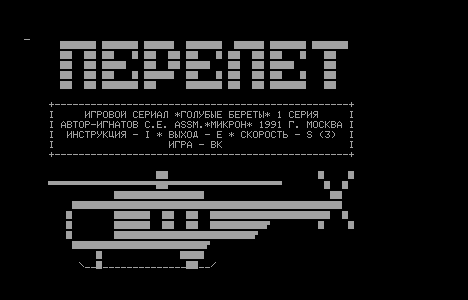 ПЕРЕЛЕТ
ИГРОВОЙ СЕРИАЛ *ГОЛУБЫЕ БЕРЕТЫ* 1 СЕРИЯ
АВТОР-ИГНАТОВ С.Е. ASSM.*МИКРОН* 1991 Г. МОСКВА
ИНСТРУКЦИЯ - I * ВЫХОД - E * СКОРОСТЬ - S (3)
ИГРА - ВК